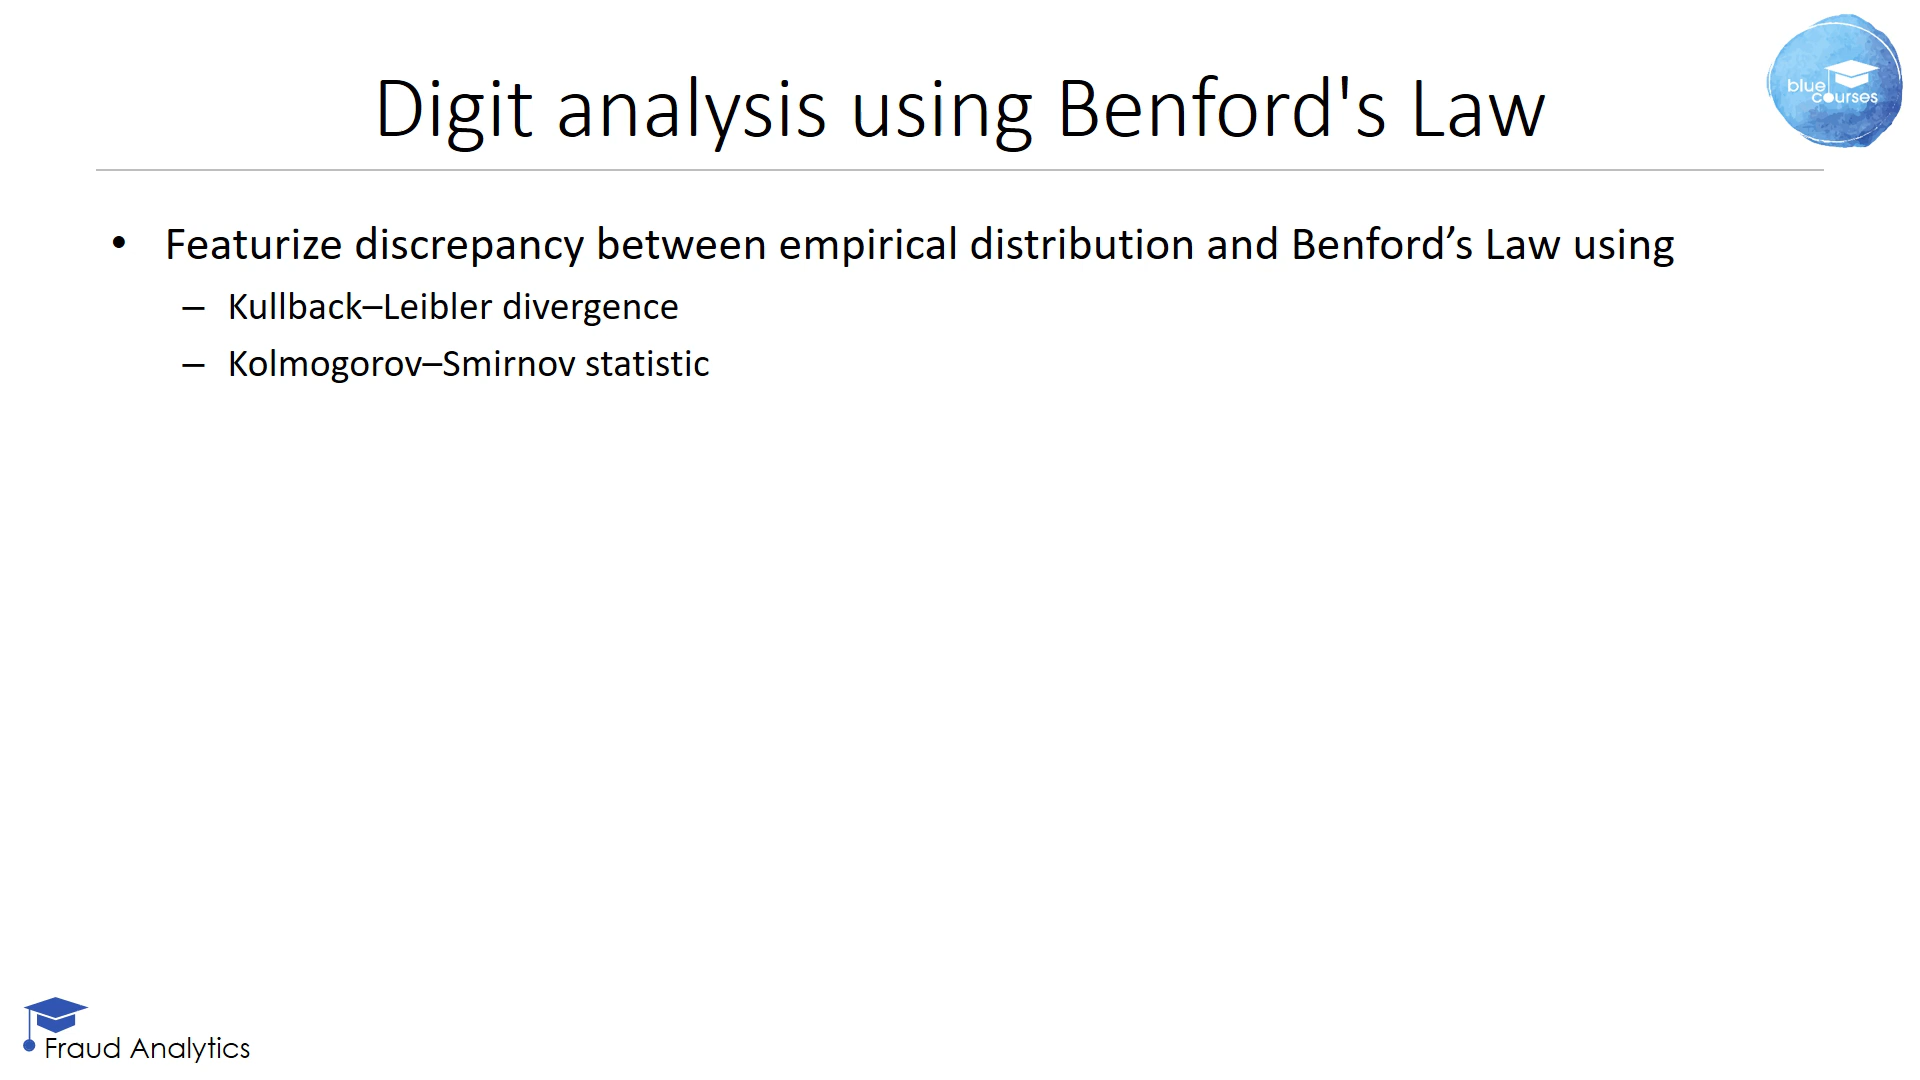 Digit analysis using Benford's Law
blue
courses
• Featurize discrepancy between empirical distribution and Benford’s Law using
– Kullback–Leibler divergence
– Kolmogorov–Smirnov statistic
Fraud Analytics